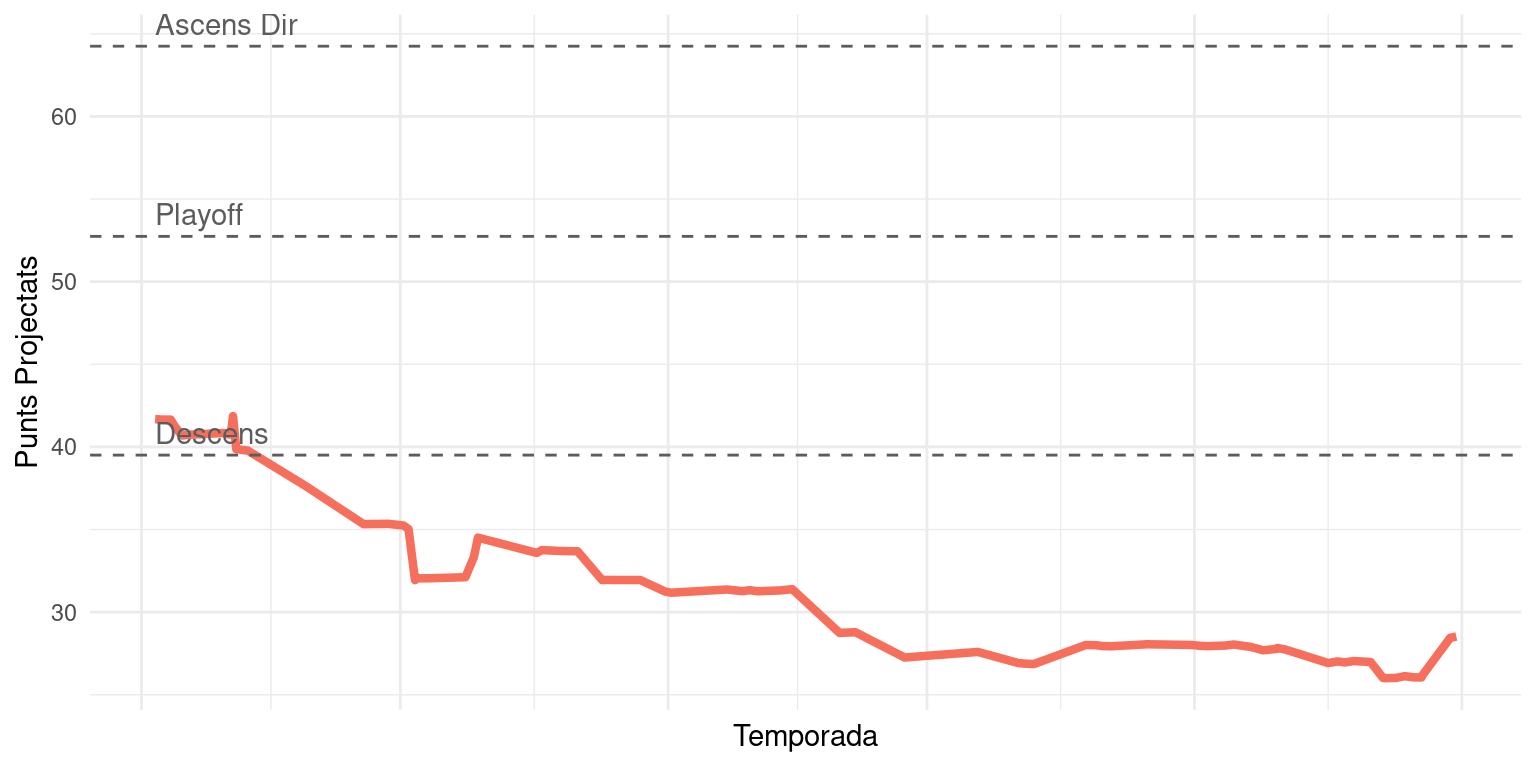 Ascens Dir
60
Playoff
50
Descens
40
30
Punts Projectats
Temporada